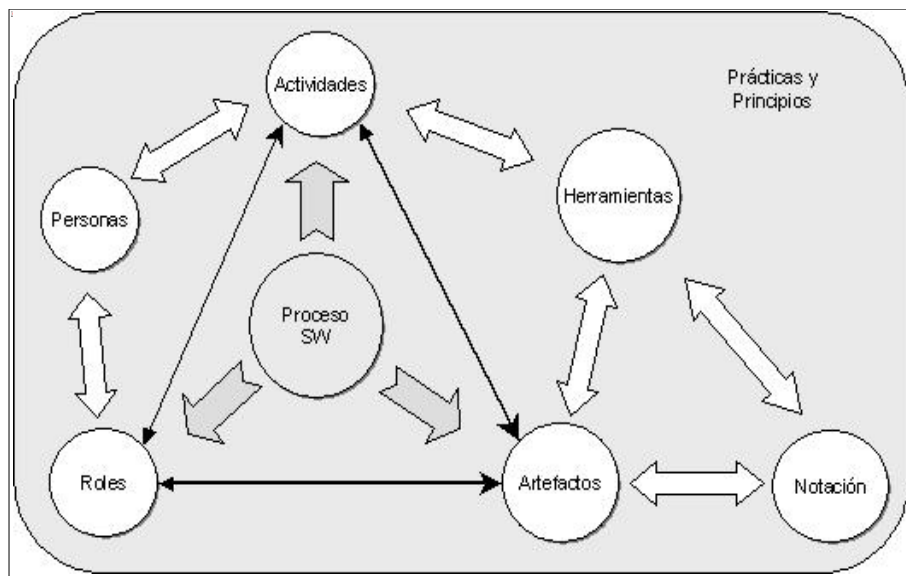 Actividades
Prácticas y
Principios
Herramientas
Personas
Proceso
SW
Roles
Artefactos
Notación